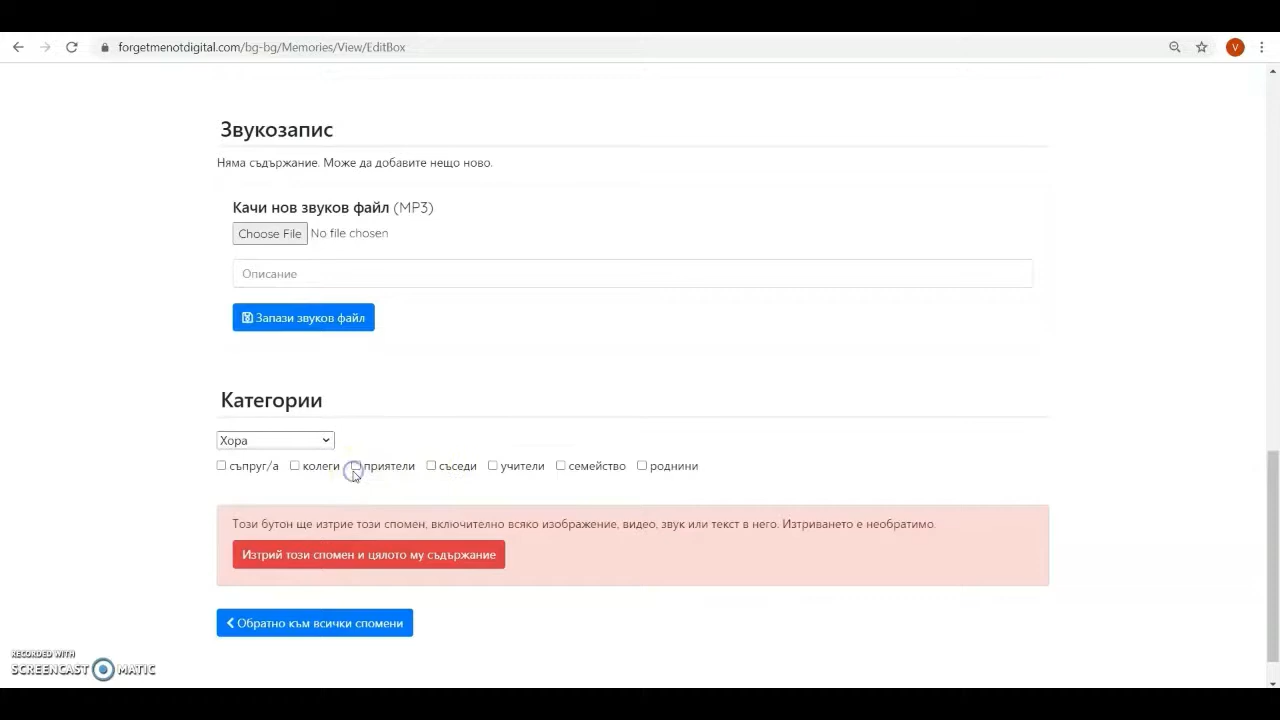 forgetmenotdigital.com/bg-bg/Memories/View/EditBox
V
Звукозапис
Няма съдържание. Може да добавите нещо ново.
Качи нов звуков файл (MP3)
Choose File No file chosen
Описание
Запази звуков файл
Категории
Хора
съпруг/а колеги приятели съседи учители семейство роднини
Този бутон ще изтрие този спомен, включително всяко изображение, видео, звук или текст в него. Изтриването е необратимо.
Изтрий този спомен и цялото му съдържание
Обратно към всички спомени
RECORDED WITH
SCREENCAST MATIC